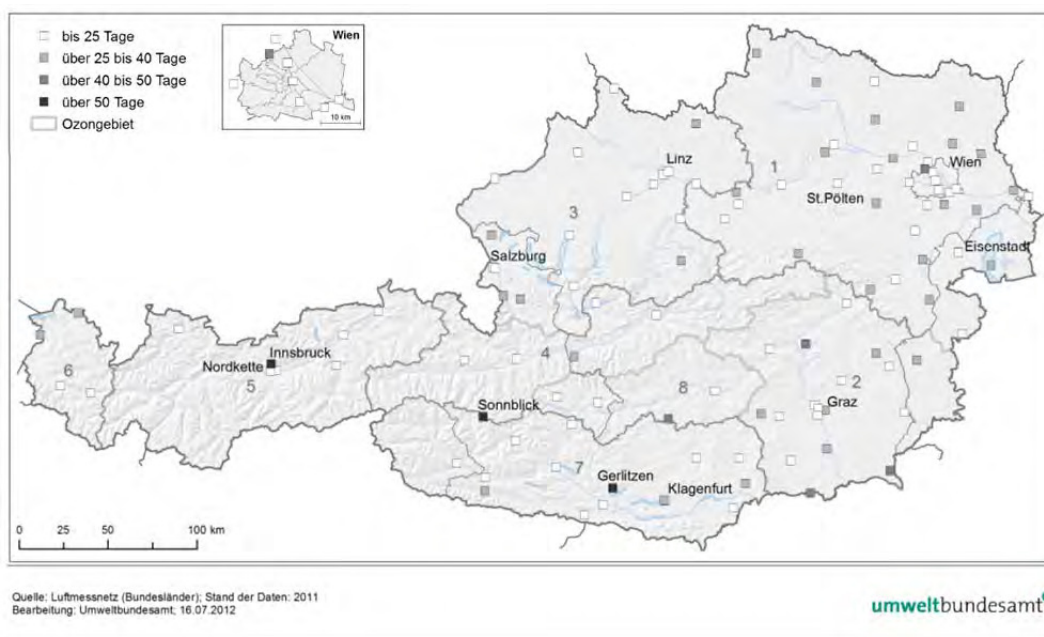 bis 25 Tage
über 25 bis 40 Tage
über 40 bis 50 Tage
über 50 Tage
Ozongebiet
Wien
10 km
Linz
1
Wien
St.Pölten
3
Salzburg
Eisenstadt
Innsbruck
Nordkette
4
5
6
8
2
Graz
Sonnblick
7
Gerlitzen
Klagenfurt
0 25 50 100 km
Quelle: Luftmessnetz (Bundesländer); Stand der Daten: 2011
Bearbeitung: Umweltbundesamt; 16.07.2012
umweltbundesamt